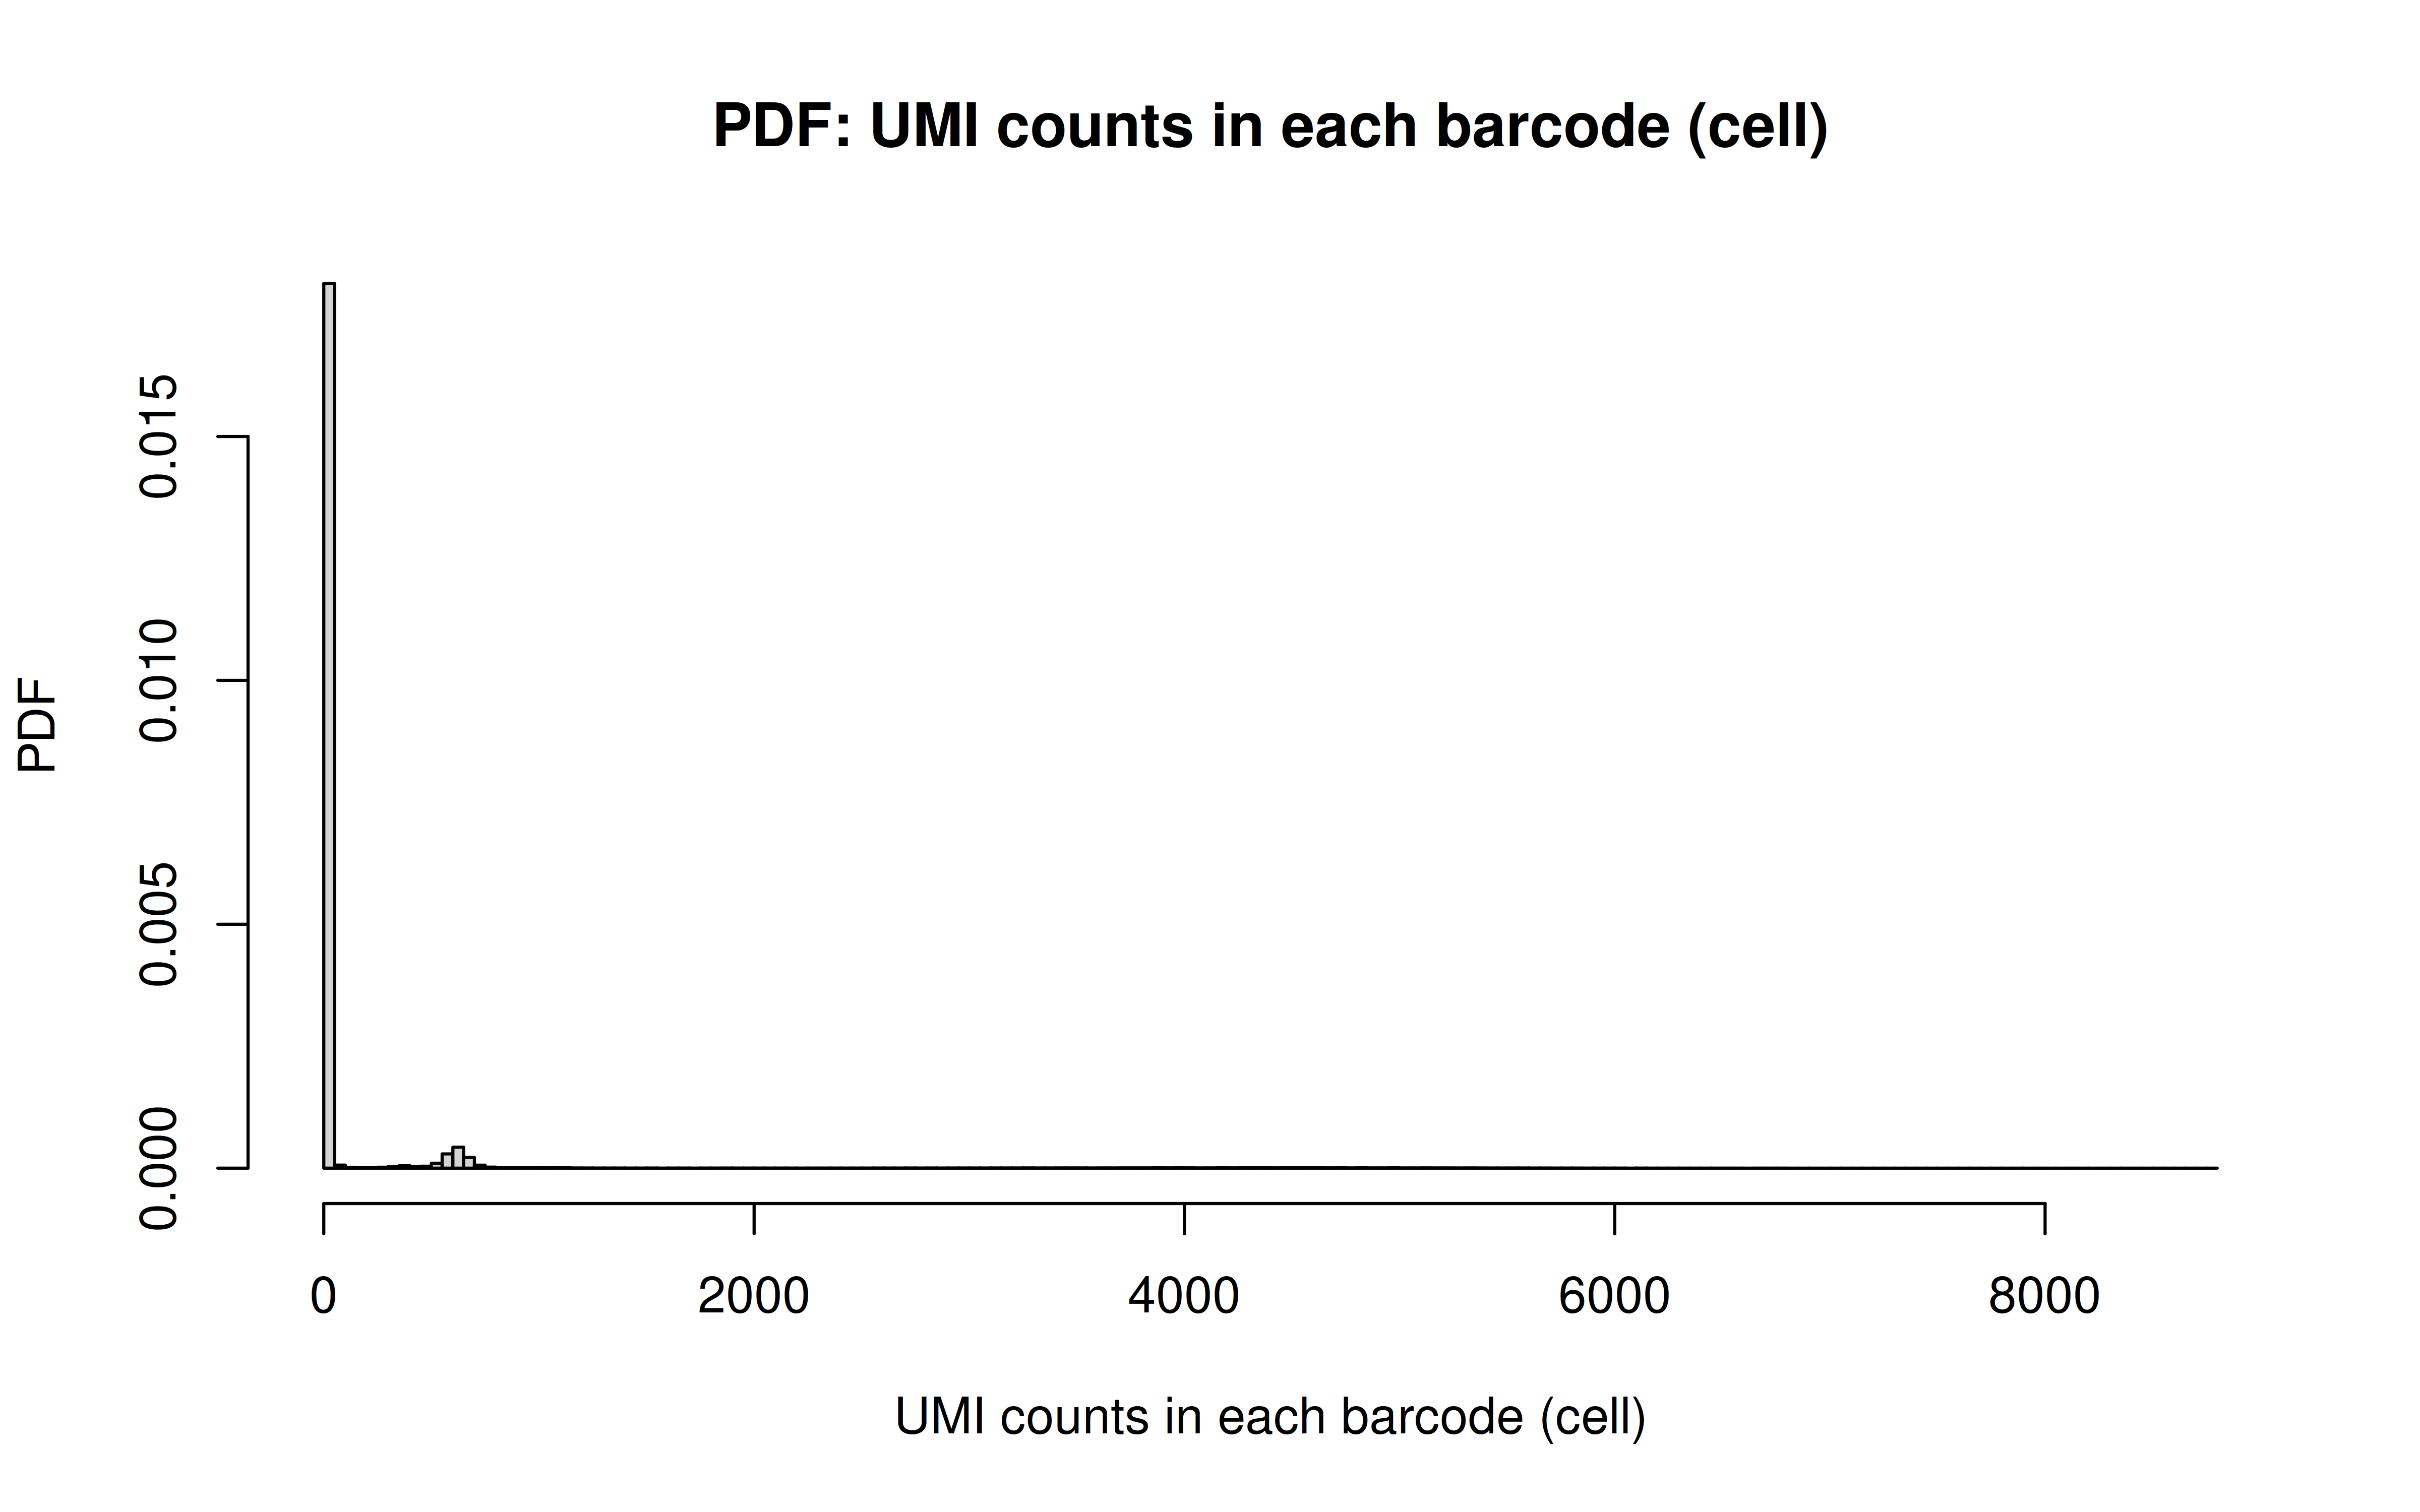 PDF: UMI counts in each barcode (cell)
PDF
0.015
0.010
0.005
0.000
0 2000 4000 6000 8000
UMI counts in each barcode (cell)